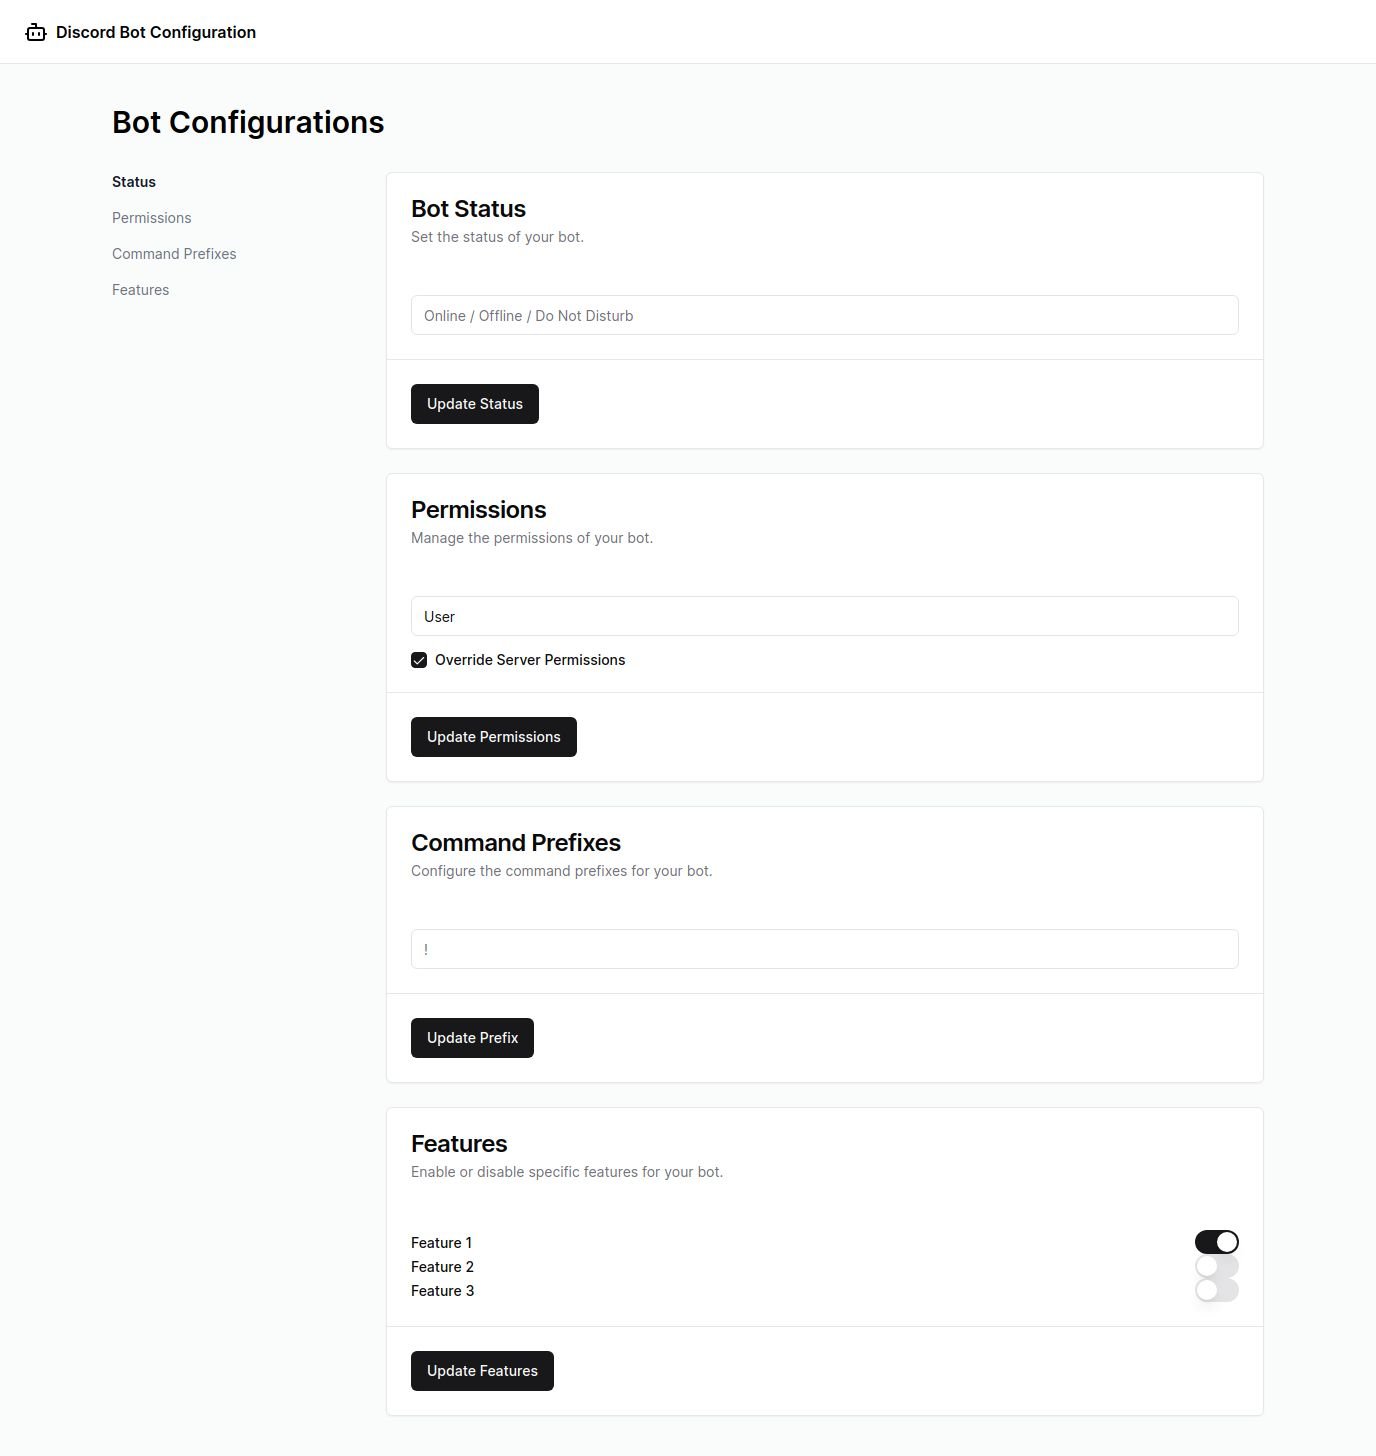 Discord Bot Configuration
Bot Configurations
Status
Permissions
Command Prefixes
Features
Bot Status
Set the status of your bot.
Online / Offline / Do Not Disturb
Update Status
Permissions
Manage the permissions of your bot.
User
Override Server Permissions
Update Permissions
Command Prefixes
Configure the command prefixes for your bot.
!
Update Prefix
Features
Enable or disable specific features for your bot.
Feature 1
Feature 2
Feature 3
Update Features